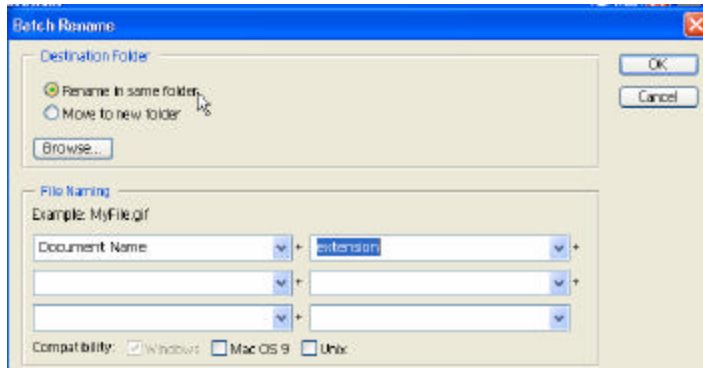 Batch Rename
Destination Folder
OK
Rename in same folder
Cancel
Move to new folder
Browse...
File Naming
Example: MyFile.gif
Document Name + extension +
+ +
+
Compatibility: Windows Mac OS 9 Unix